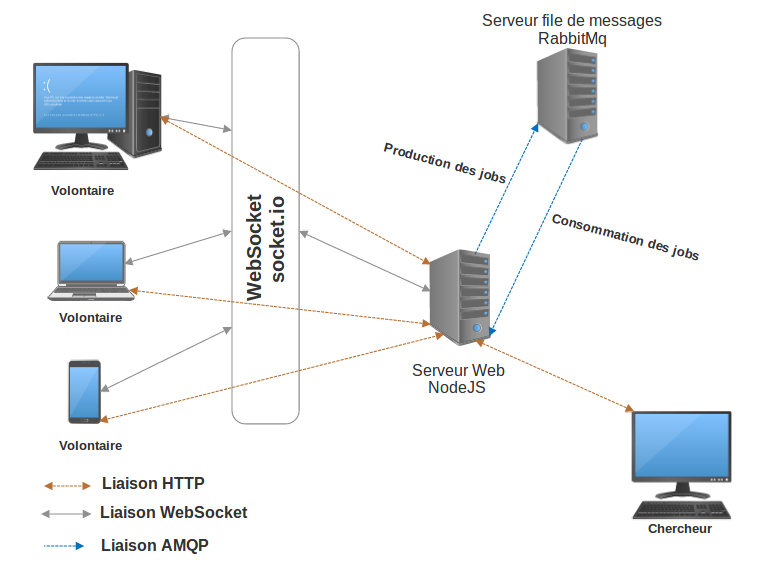 Serveur file de messages
RabbitMq
:(
Volontaire
Production des jobs
Consommation des jobs
WebSocket
socket.io
Volontaire
Serveur Web
NodeJS
Volontaire
Liaison HTTP
Liaison WebSocket
Liaison AMQP
Chercheur